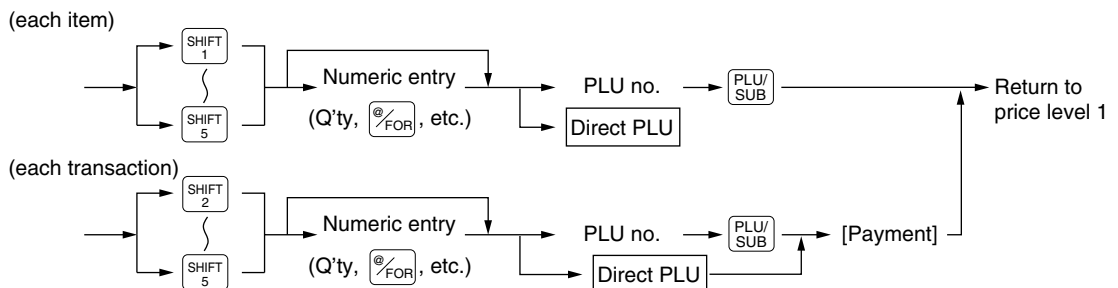 (each item)
SHIFT
1
SHIFT
5
Numeric entry
(Q'ty, @/FOR, etc.)
PLU no.
PLU/
SUB
Direct PLU
Return to
price level 1
(each transaction)
SHIFT
2
SHIFT
5
Numeric entry
(Q'ty, @/FOR, etc.)
PLU no.
PLU/
SUB
Direct PLU
[Payment]